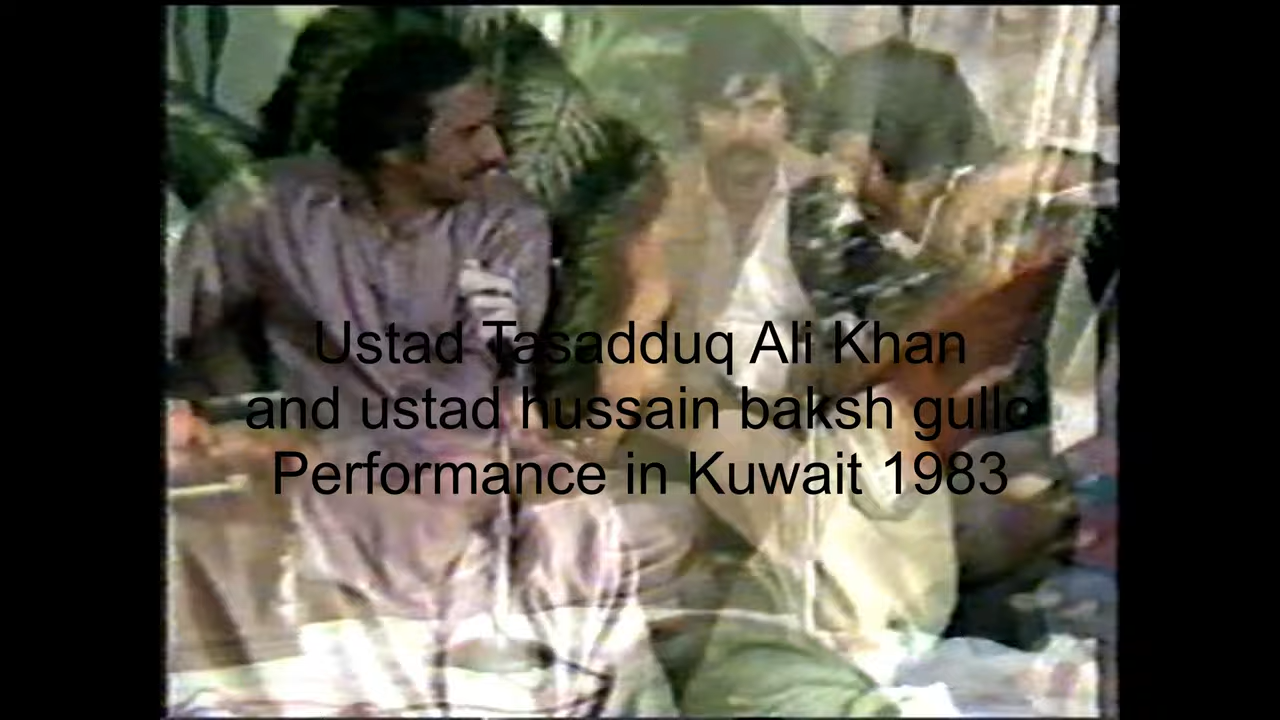 Ustad Tasadduq Ali Khan
and ustad hussain baksh gullo
Performance in Kuwait 1983